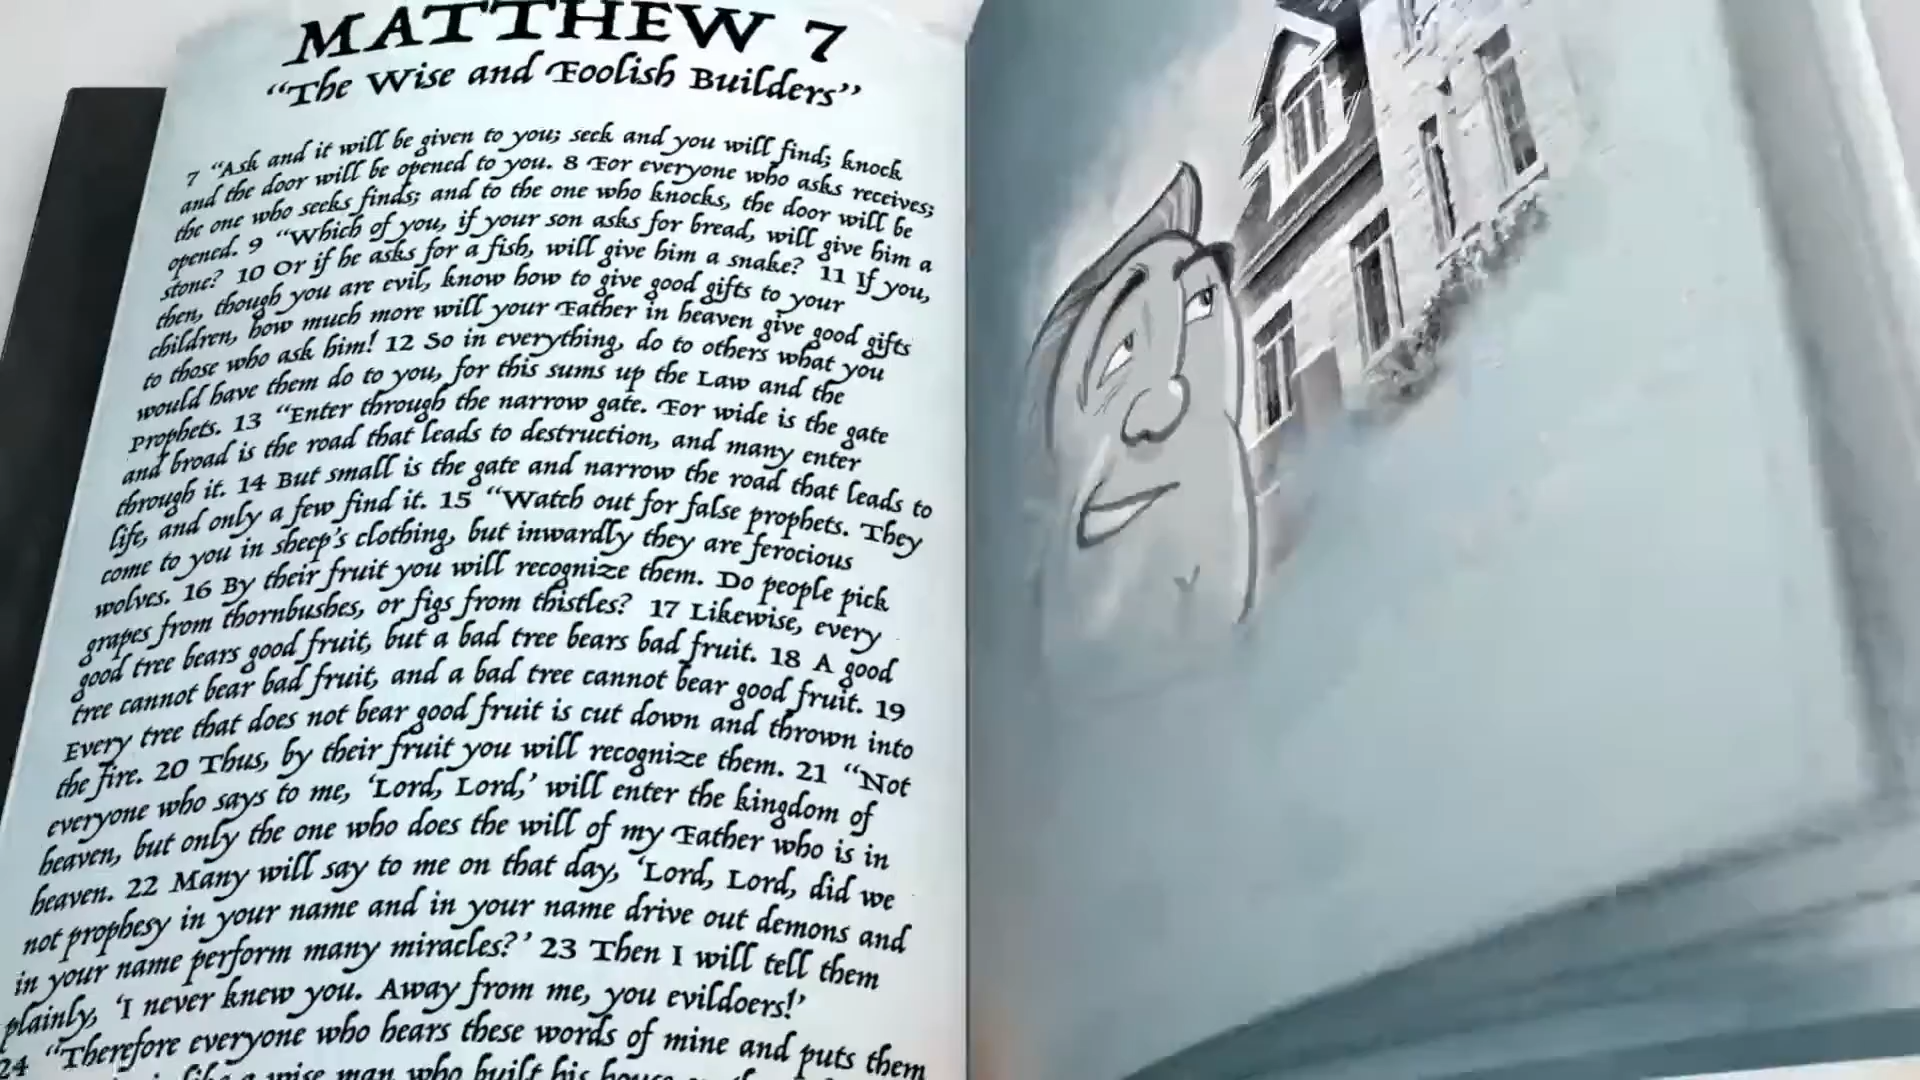 MATTHEW 7
“The Wise and Foolish Builders”
7 “Ask and it will be given to you; seek and you will find; knock
and the door will be opened to you. 8 For everyone who asks receives;
the one who seeks finds; and to the one who knocks, the door will be
opened. 9 “Which of you, if your son asks for bread, will give him a
stone? 10 Or if he asks for a fish, will give him a snake? 11 If you,
then, though you are evil, know how to give good gifts to your
children, how much more will your Father in heaven give good gifts
to those who ask him! 12 So in everything, do to others what you
would have them do to you, for this sums up the Law and the
Prophets. 13 “Enter through the narrow gate. For wide is the gate
and broad is the road that leads to destruction, and many enter
through it. 14 But small is the gate and narrow the road that leads to
life, and only a few find it. 15 “Watch out for false prophets. They
come to you in sheep’s clothing, but inwardly they are ferocious
wolves. 16 By their fruit you will recognize them. Do people pick
grapes from thornbushes, or figs from thistles? 17 Likewise, every
good tree bears good fruit, but a bad tree bears bad fruit. 18 A good
tree cannot bear bad fruit, and a bad tree cannot bear good fruit. 19
Every tree that does not bear good fruit is cut down and thrown into
the fire. 20 Thus, by their fruit you will recognize them. 21 “Not
everyone who says to me, ‘Lord, Lord,’ will enter the kingdom of
heaven, but only the one who does the will of my Father who is in
heaven. 22 Many will say to me on that day, ‘Lord, Lord, did we
not prophesy in your name and in your name drive out demons and
in your name perform many miracles?’ 23 Then I will tell them
plainly, ‘I never knew you. Away from me, you evildoers!’
24 “Therefore everyone who hears these words of mine and puts them
like a wise man who built his house